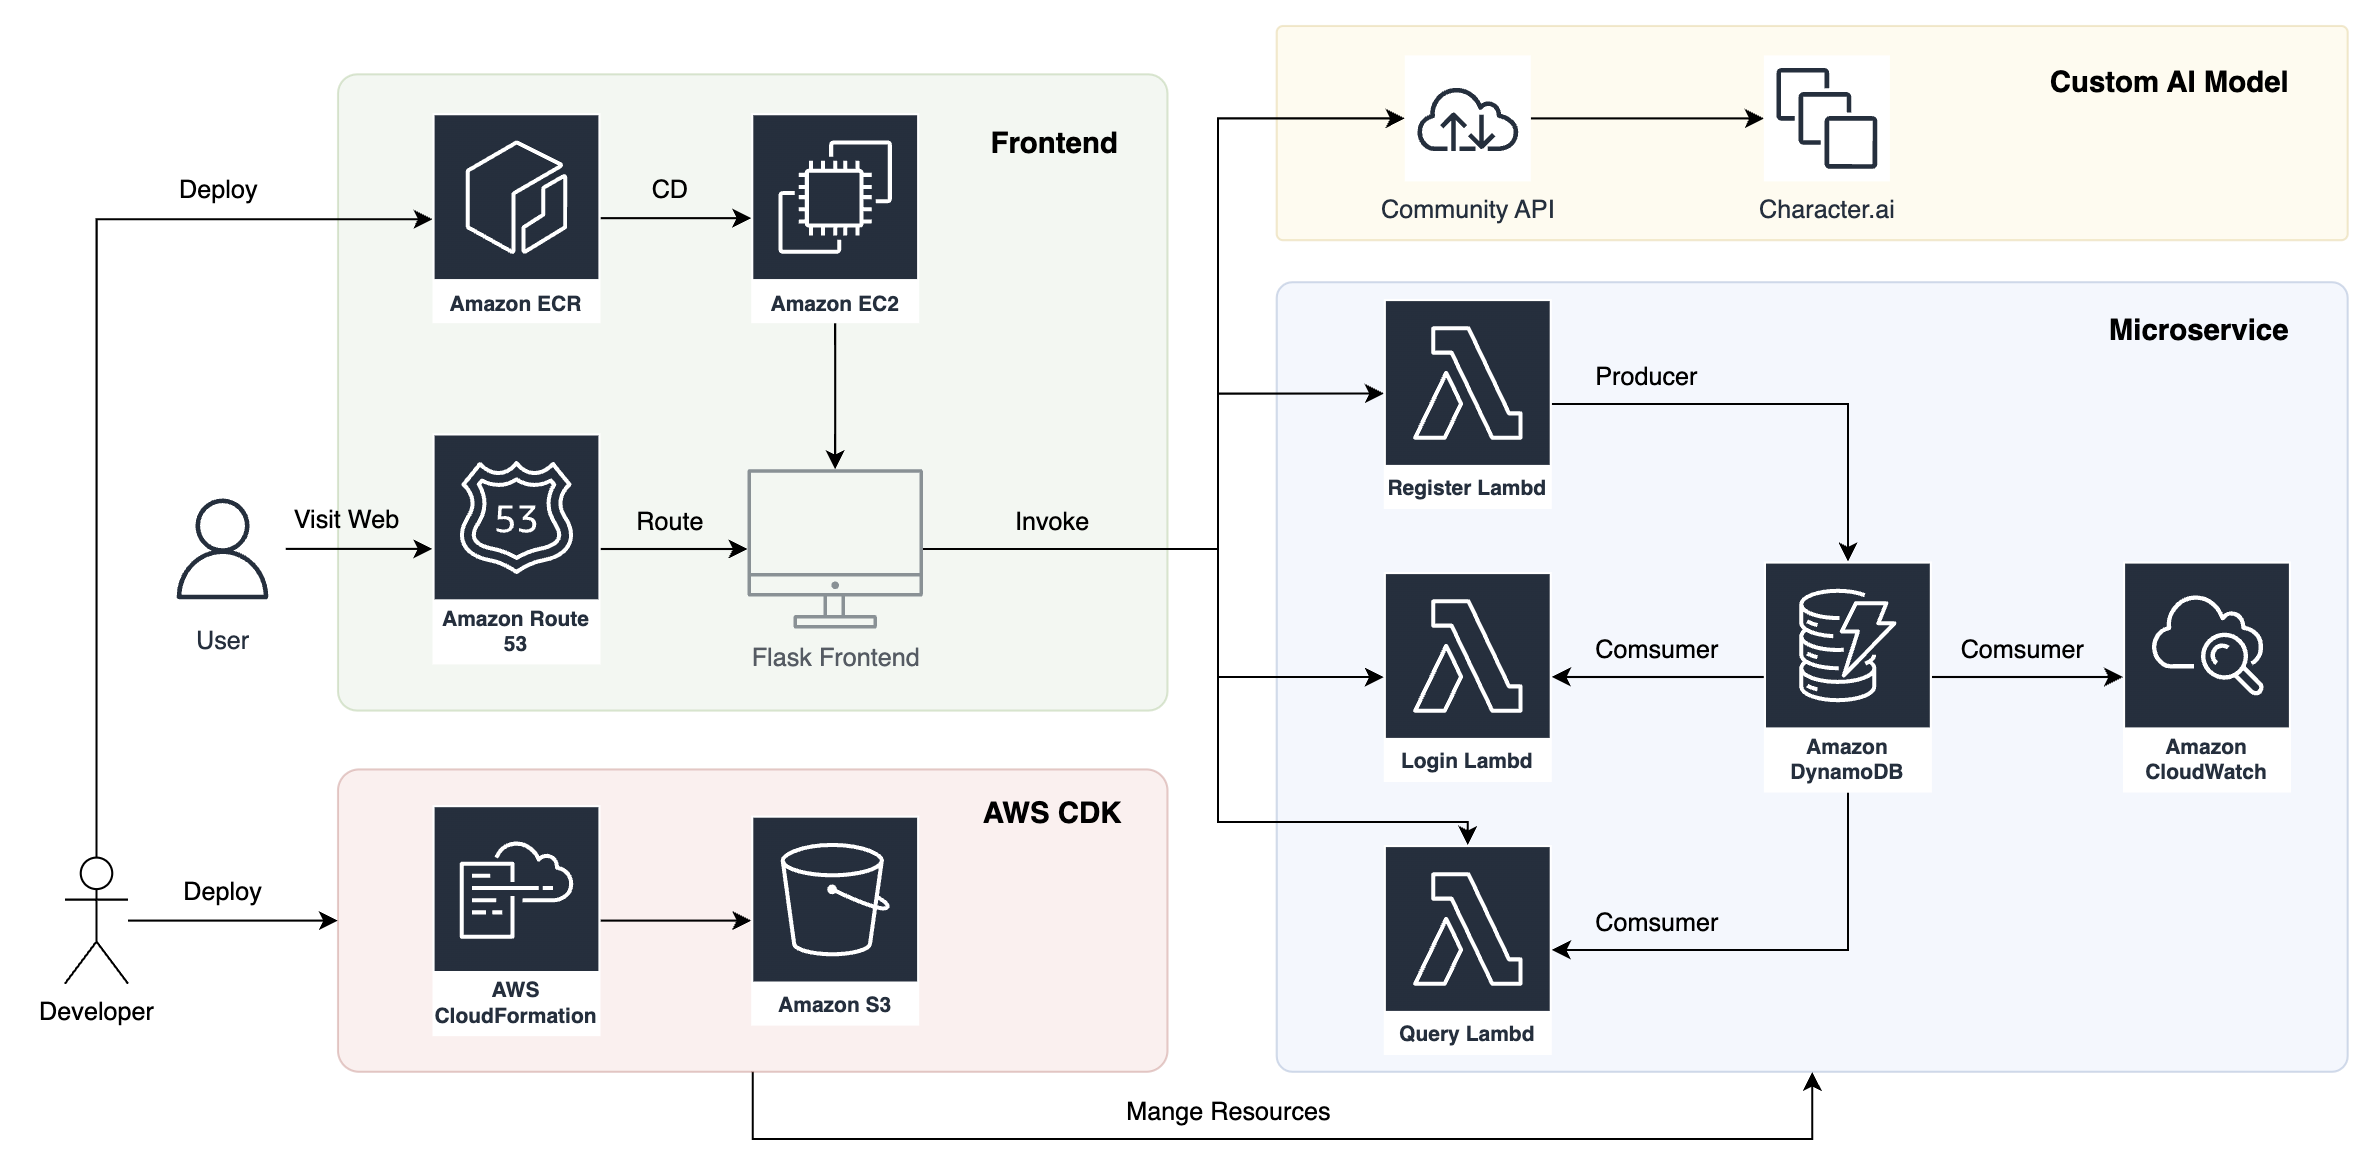 Custom AI Model
Community API
Character.ai
Frontend
Deploy
CD
Amazon ECR
Amazon EC2
Visit Web
53
Route
Invoke
User
Amazon Route
53
Flask Frontend
Microservice
Producer
Register Lambd
Comsumer
Comsumer
Login Lambd
Amazon
DynamoDB
Amazon
CloudWatch
Comsumer
Query Lambd
AWS CDK
Deploy
Developer
AWS
CloudFormation
Amazon S3
Mange Resources